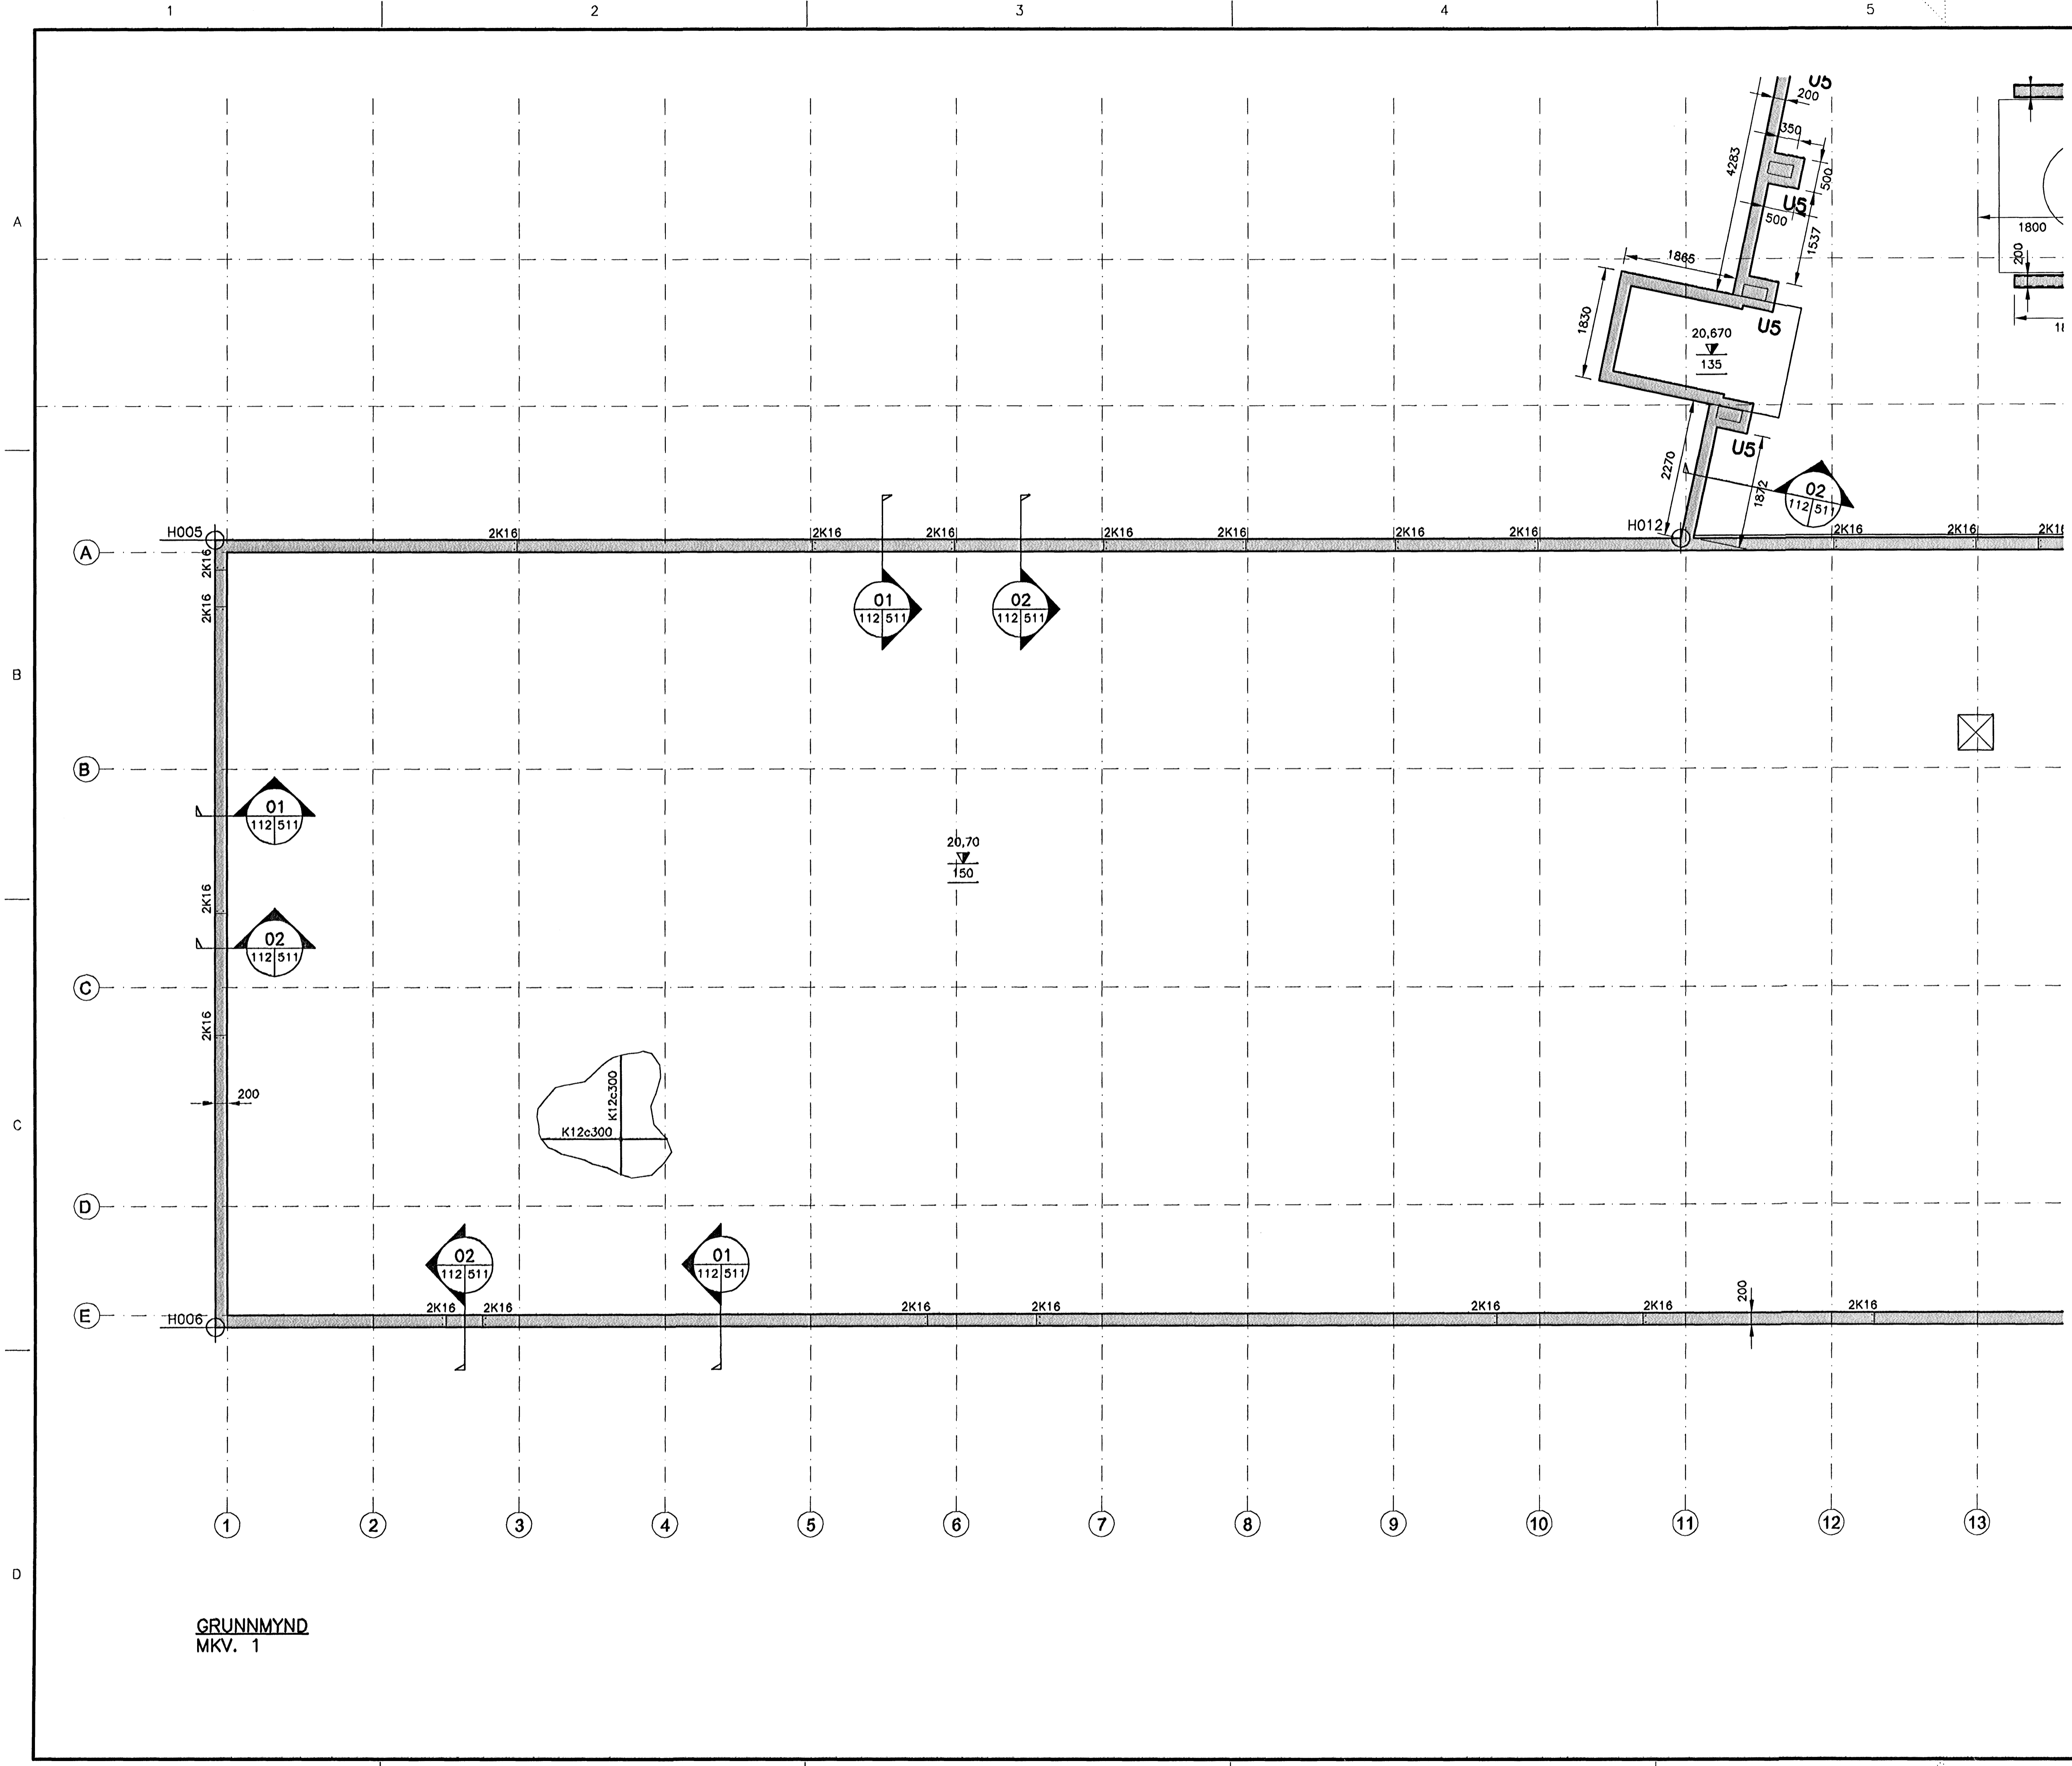 1 2 3 4 5
U5
200
350
4283
500
A
U5
500
1537
1800
200
1865
1830
U5
20,670
135
U5
2270
1872
02
112 511
H005 2K16 2K16 2K16 2K16 2K16 2K16 2K16 H012 2K16 2K16 2K16
A
2K16
2K16
01
112 511
02
112 511
B
B
01
112 511
20,70
150
2K16
02
112 511
C
2K16
200
K12c300
K12c300
C
D
02
112 511
01
112 511
200
2K16 2K16 2K16 2K16 2K16 2K16 2K16
E
H006
1 2 3 4 5 6 7 8 9 10 11 12 13
D
GRUNNMYND
MKV. 1